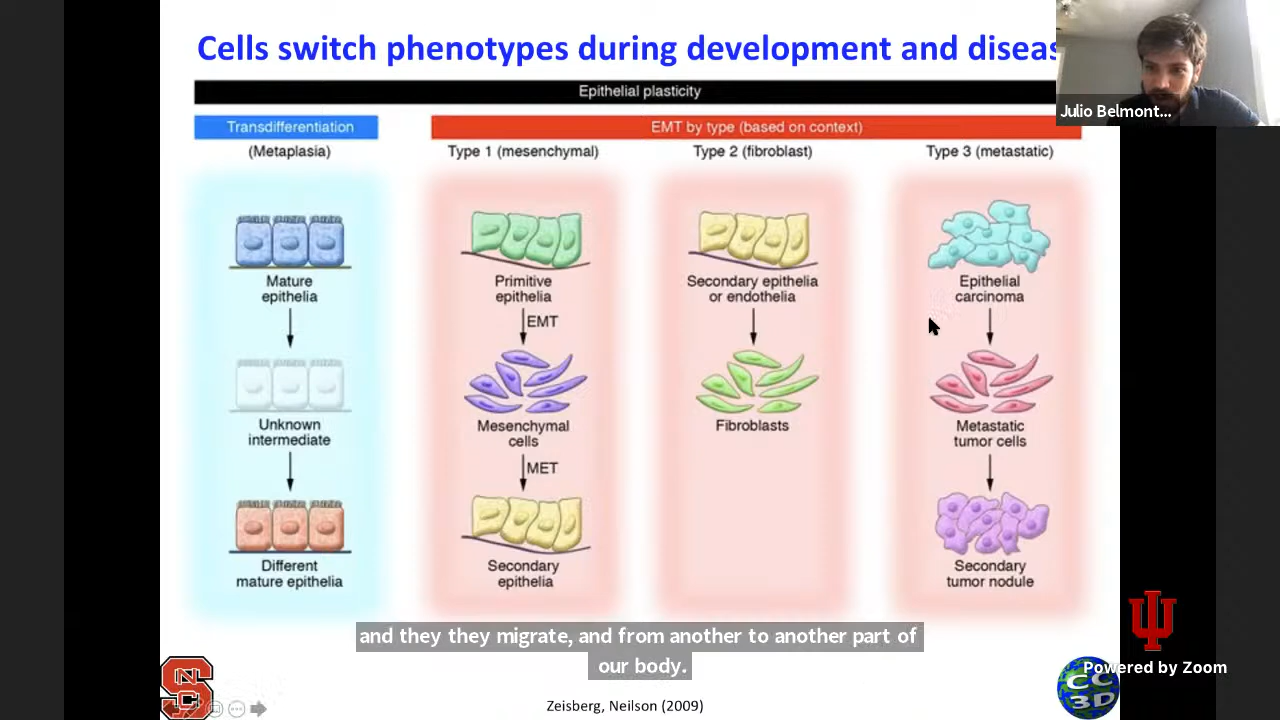 Cells switch phenotypes during development and diseas
Julio Belmont...
Epithelial plasticity
Transdifferentiation
EMT by type (based on context)
(Metaplasia)
Type 1 (mesenchymal)
Type 2 (fibroblast)
Type 3 (metastatic)
Mature
epithelia
Primitive
epithelia
Secondary epithelia
or endothelia
Epithelial
carcinoma
EMT
Unknown
intermediate
Mesenchymal
cells
Fibroblasts
Metastatic
tumor cells
MET
Different
mature epithelia
Secondary
epithelia
Secondary
tumor nodule
and they they migrate, and from another to another part of
our body.
S
Zeisberg, Neilson (2009)
CC
3D
Powered by Zoom